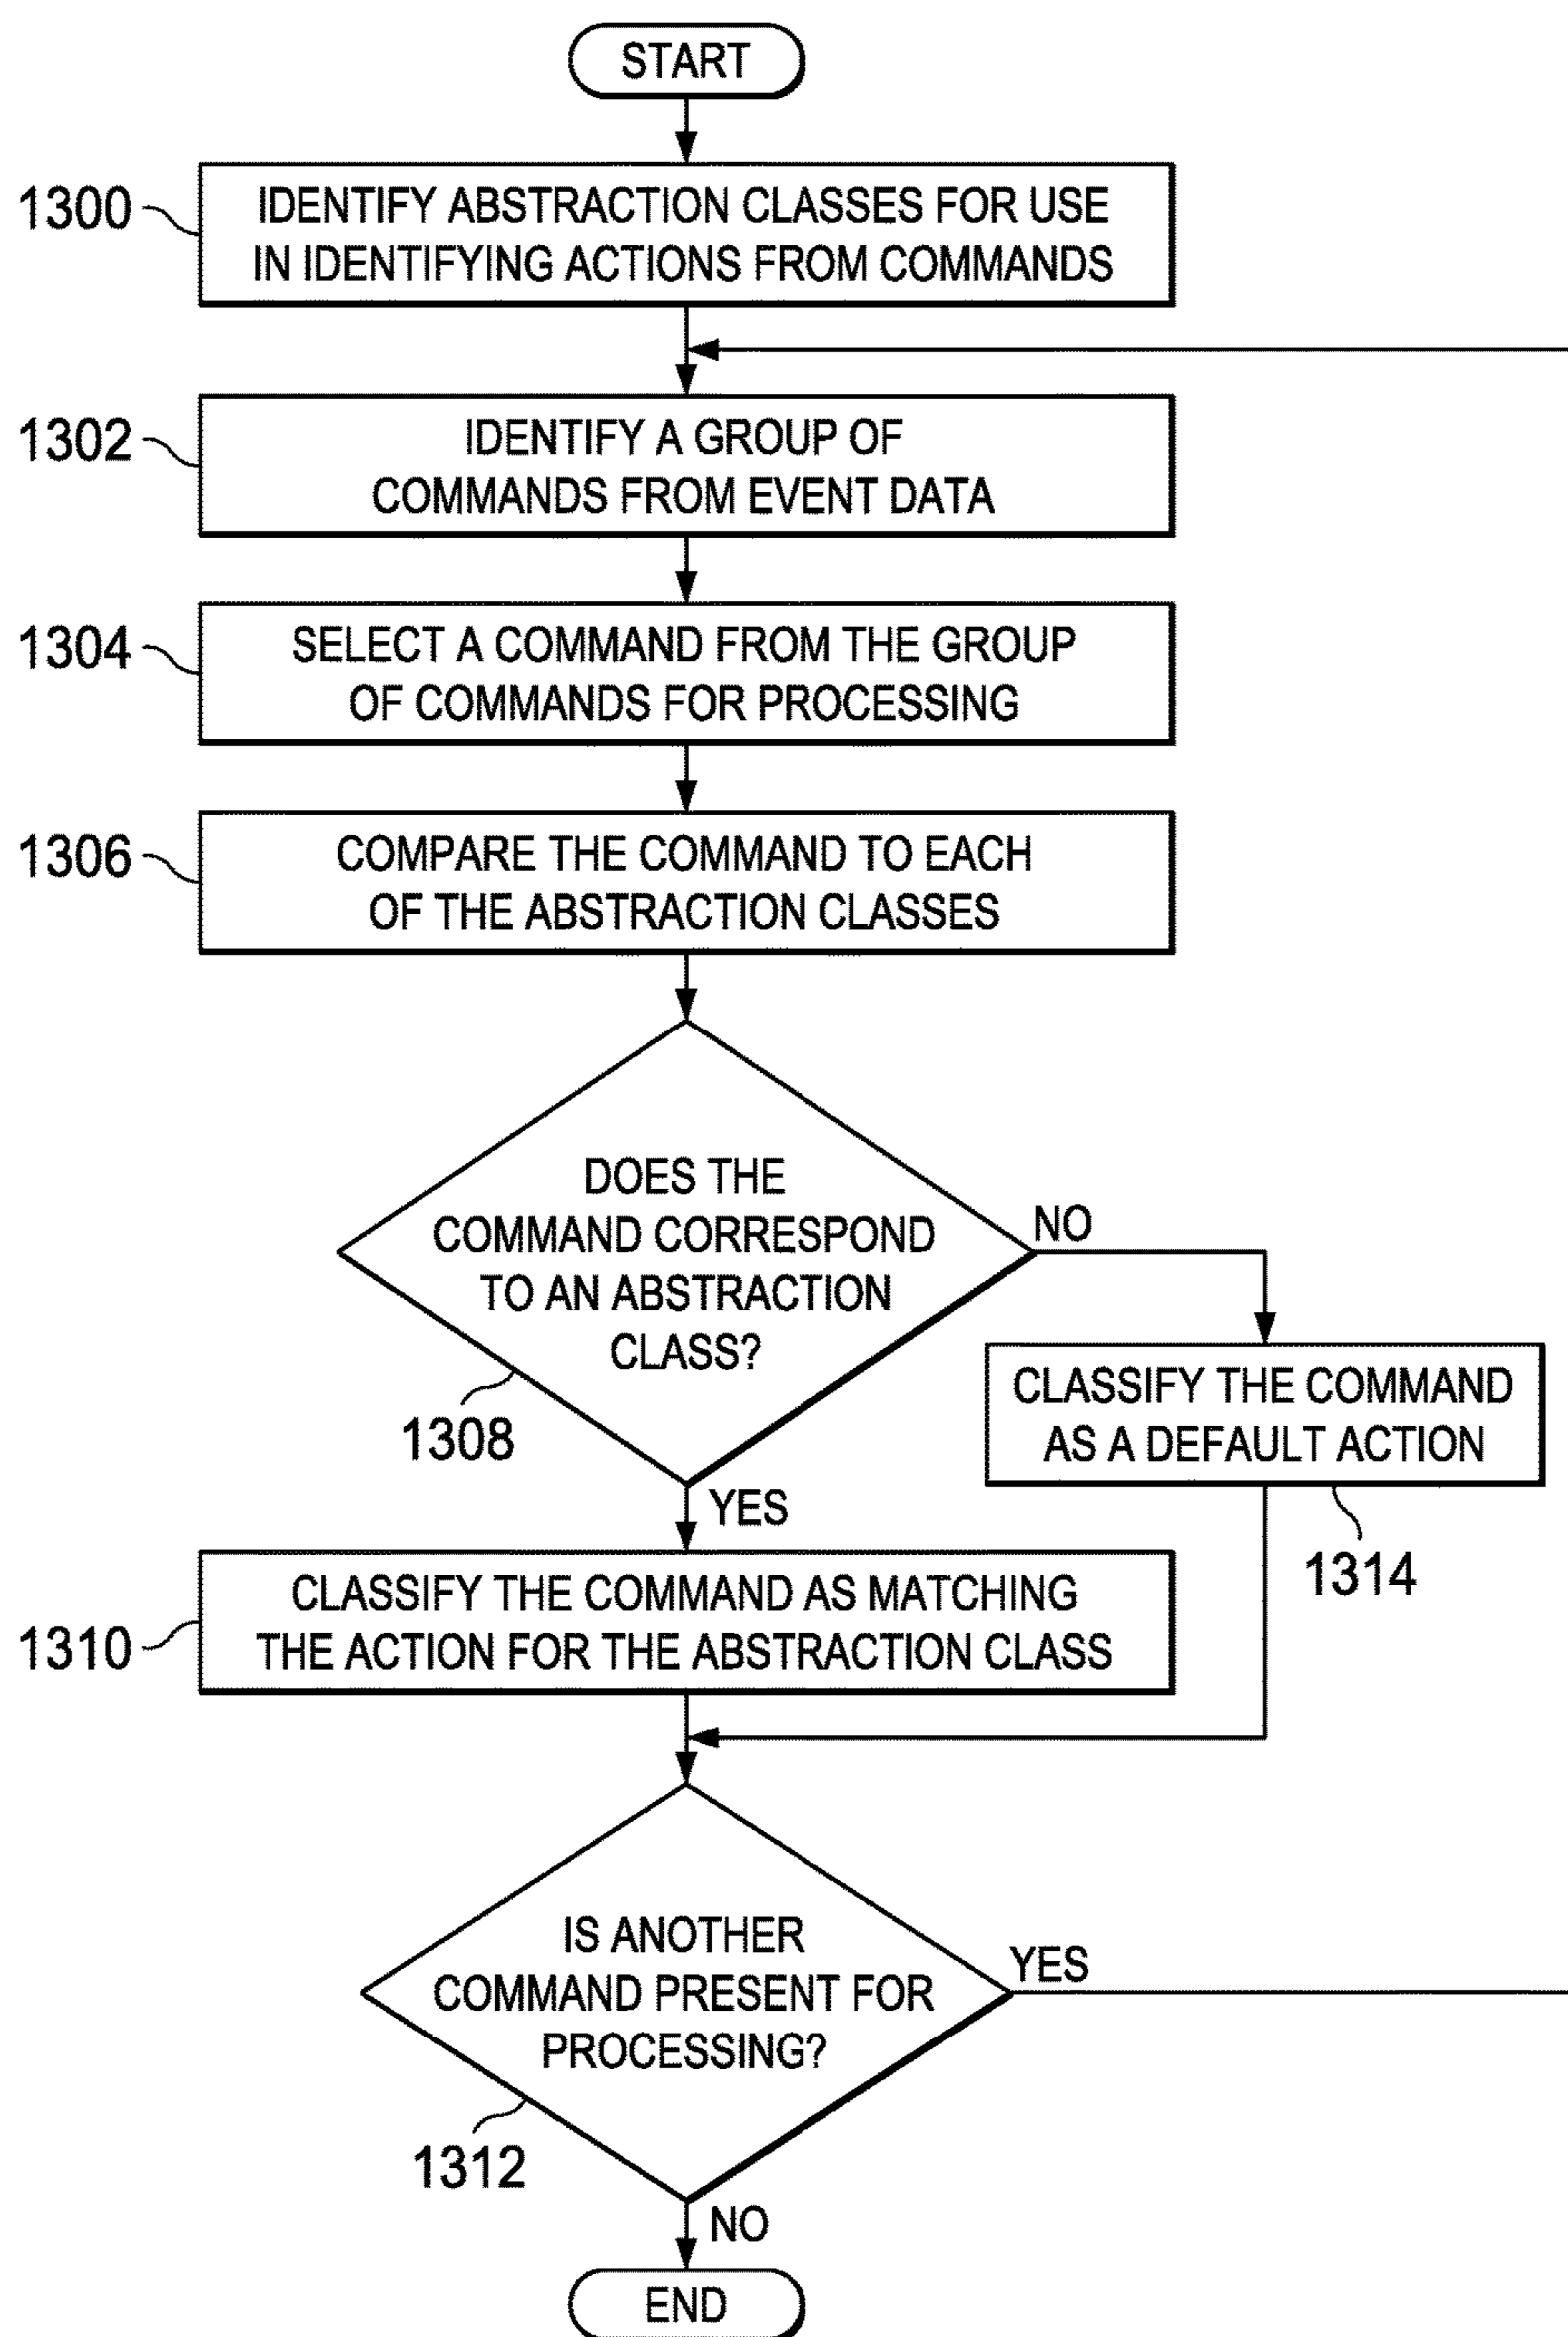 START
1300
IDENTIFY ABSTRACTION CLASSES FOR USE
IN IDENTIFYING ACTIONS FROM COMMANDS
1302
IDENTIFY A GROUP OF
COMMANDS FROM EVENT DATA
1304
SELECT A COMMAND FROM THE GROUP
OF COMMANDS FOR PROCESSING
1306
COMPARE THE COMMAND TO EACH
OF THE ABSTRACTION CLASSES
DOES THE
COMMAND CORRESPOND
TO AN ABSTRACTION
CLASS?
1308
NO
CLASSIFY THE COMMAND
AS A DEFAULT ACTION
1314
YES
1310
CLASSIFY THE COMMAND AS MATCHING
THE ACTION FOR THE ABSTRACTION CLASS
IS ANOTHER
COMMAND PRESENT FOR
PROCESSING?
1312
YES
NO
END